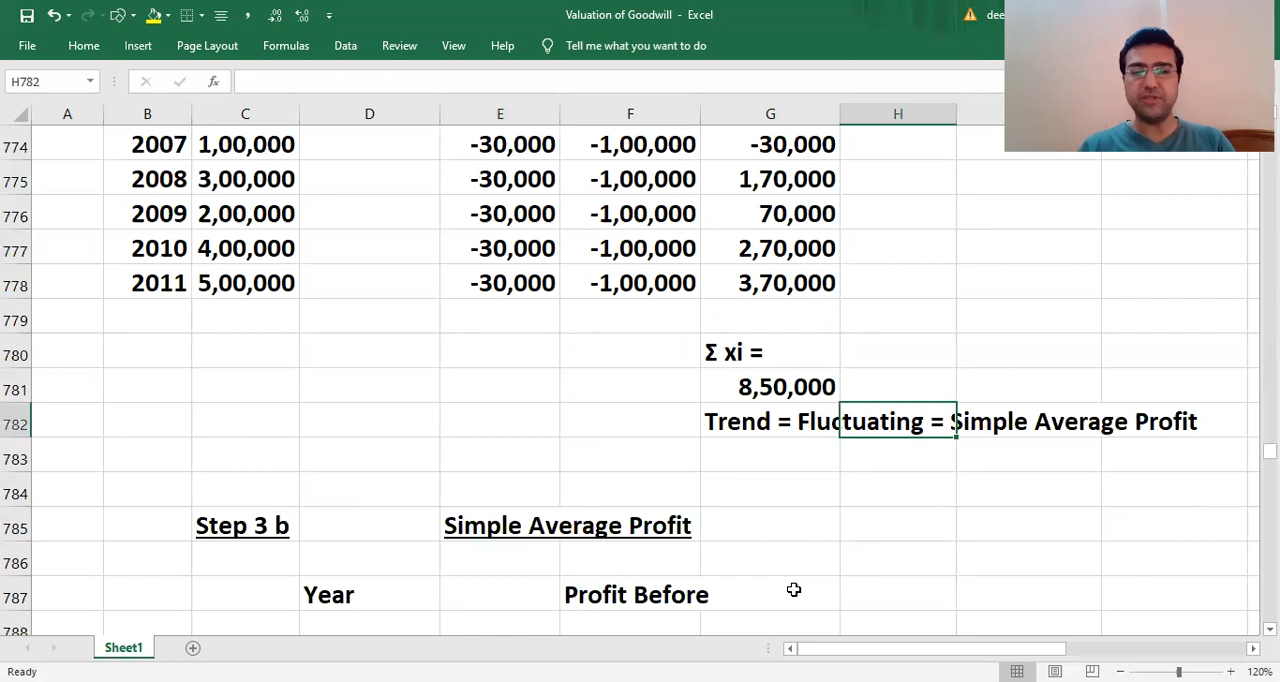 Valuation of Goodwill - Excel
dee
File Home Insert Page Layout Formulas Data Review View Help Tell me what you want to do
H782 fx
A B C D E F G H
774 2007 1,00,000 -30,000 -1,00,000 -30,000
775 2008 3,00,000 -30,000 -1,00,000 1,70,000
776 2009 2,00,000 -30,000 -1,00,000 70,000
777 2010 4,00,000 -30,000 -1,00,000 2,70,000
778 2011 5,00,000 -30,000 -1,00,000 3,70,000
779
780 Σ xi =
781 8,50,000
782 Trend = Fluctuating = Simple Average Profit
783
784
785 Step 3 b Simple Average Profit
786
787 Year Profit Before
788
Sheet1
Ready 120%